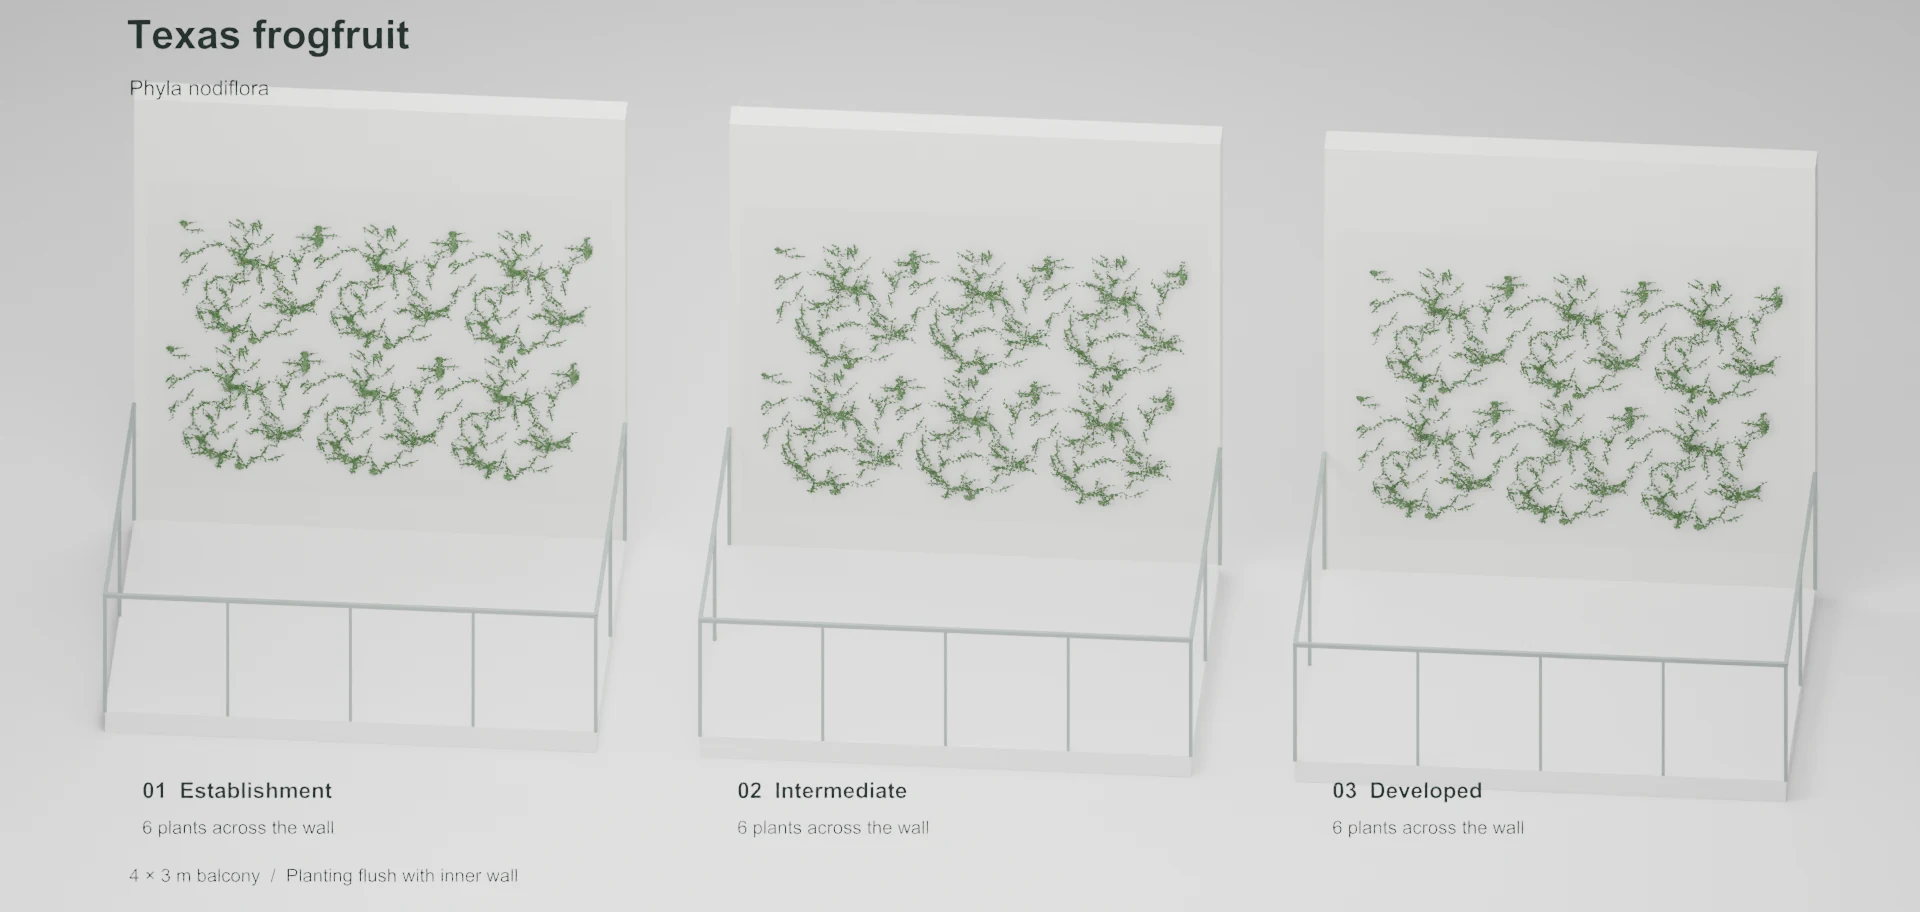 Texas frogfruit
Phyla nodiflora
01 Establishment
6 plants across the wall
02 Intermediate
6 plants across the wall
03 Developed
6 plants across the wall
4 × 3 m balcony / Planting flush with inner wall